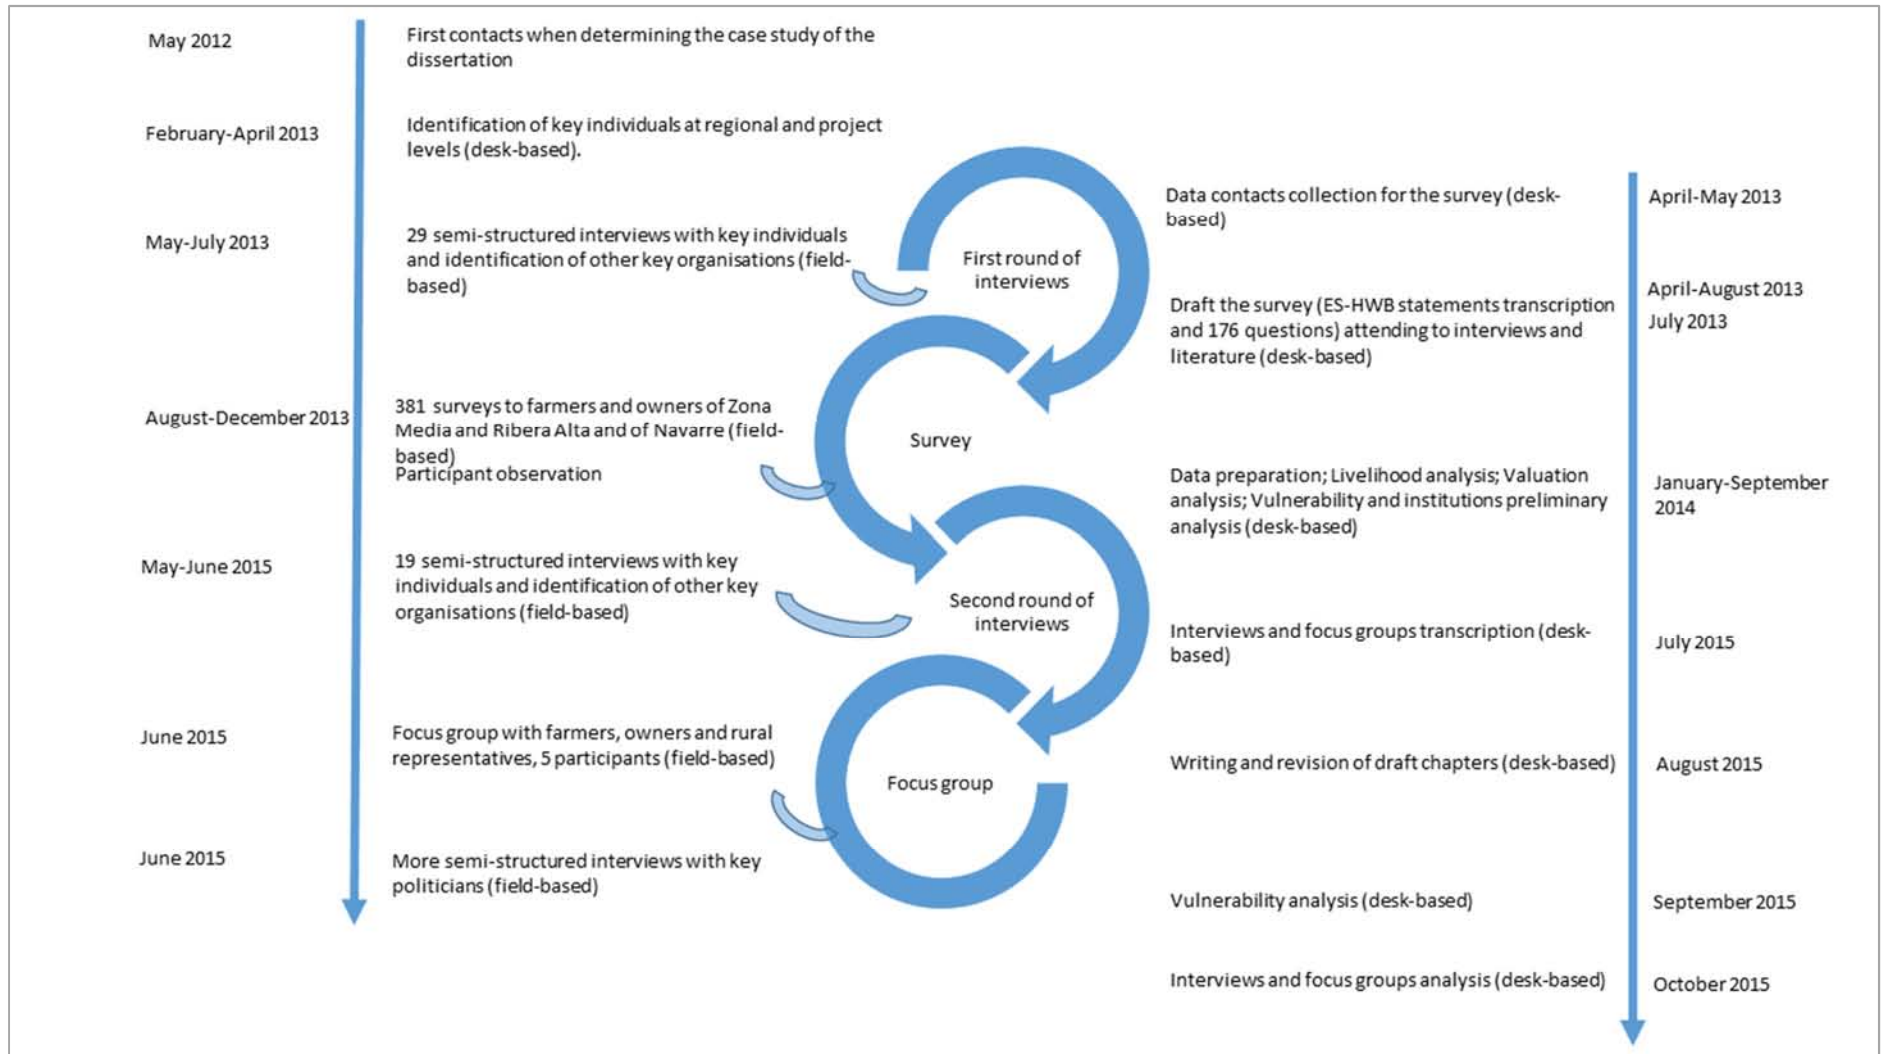 May 2012
First contacts when determining the case study of the
dissertation
February-April 2013
Identification of key individuals at regional and project
levels (desk-based).
May-July 2013
29 semi-structured interviews with key individuals
and identification of other key organisations (field-
based)
August-December 2013
381 surveys to farmers and owners of Zona
Media and Ribera Alta and of Navarre (field-
based)
Participant observation
May-June 2015
19 semi-structured interviews with key
individuals and identification of other key
organisations (field-based)
June 2015
Focus group with farmers, owners and rural
representatives, 5 participants (field-based)
June 2015
More semi-structured interviews with key
politicians (field-based)
First round of
interviews
Survey
Second round of
interviews
Focus group
Data contacts collection for the survey (desk-
based)
April-May 2013
Draft the survey (ES-HWB statements transcription
and 176 questions) attending to interviews and
literature (desk-based)
April-August 2013
July 2013
Data preparation; Livelihood analysis; Valuation
analysis; Vulnerability and institutions preliminary
analysis (desk-based)
January-September
2014
Interviews and focus groups transcription (desk-
based)
July 2015
Writing and revision of draft chapters (desk-based)
August 2015
Vulnerability analysis (desk-based)
September 2015
Interviews and focus groups analysis (desk-based)
October 2015